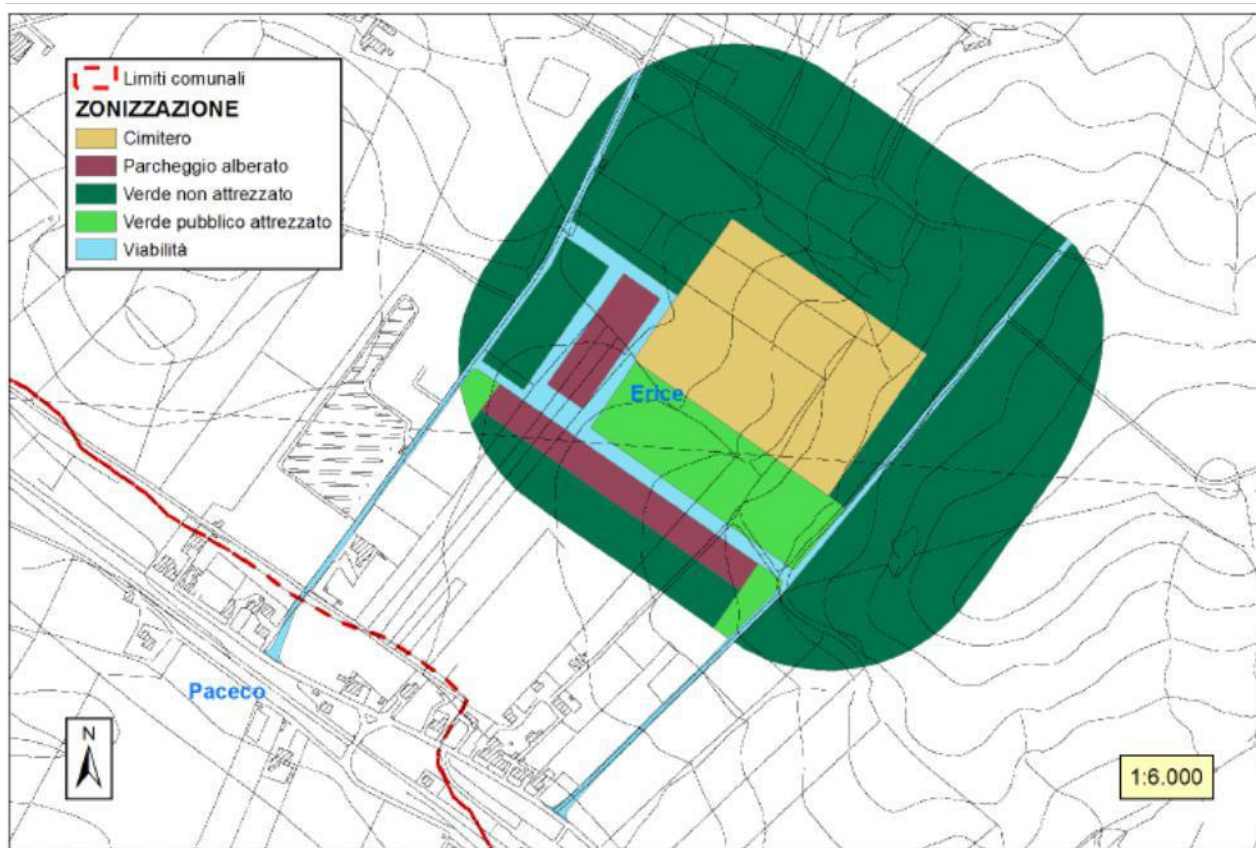 Limiti comunali
ZONIZZAZIONE
Cimitero
Parcheggio alberato
Verde non attrezzato
Verde pubblico attrezzato
Viabilità
Erice
Paceco
N
1:6.000